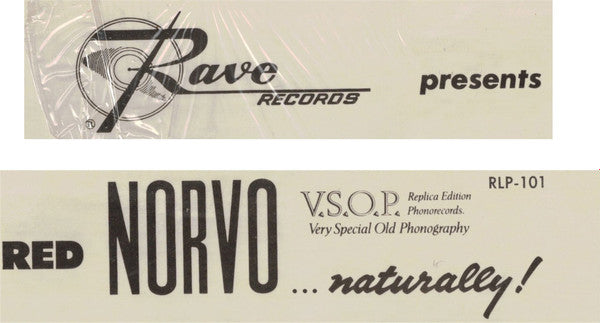 Rave
RECORDS
presents
RLP-101
V.S.O.P. Replica Edition
Phonorecords.
Very Special Old Phonography
RED NORVO ... naturally!